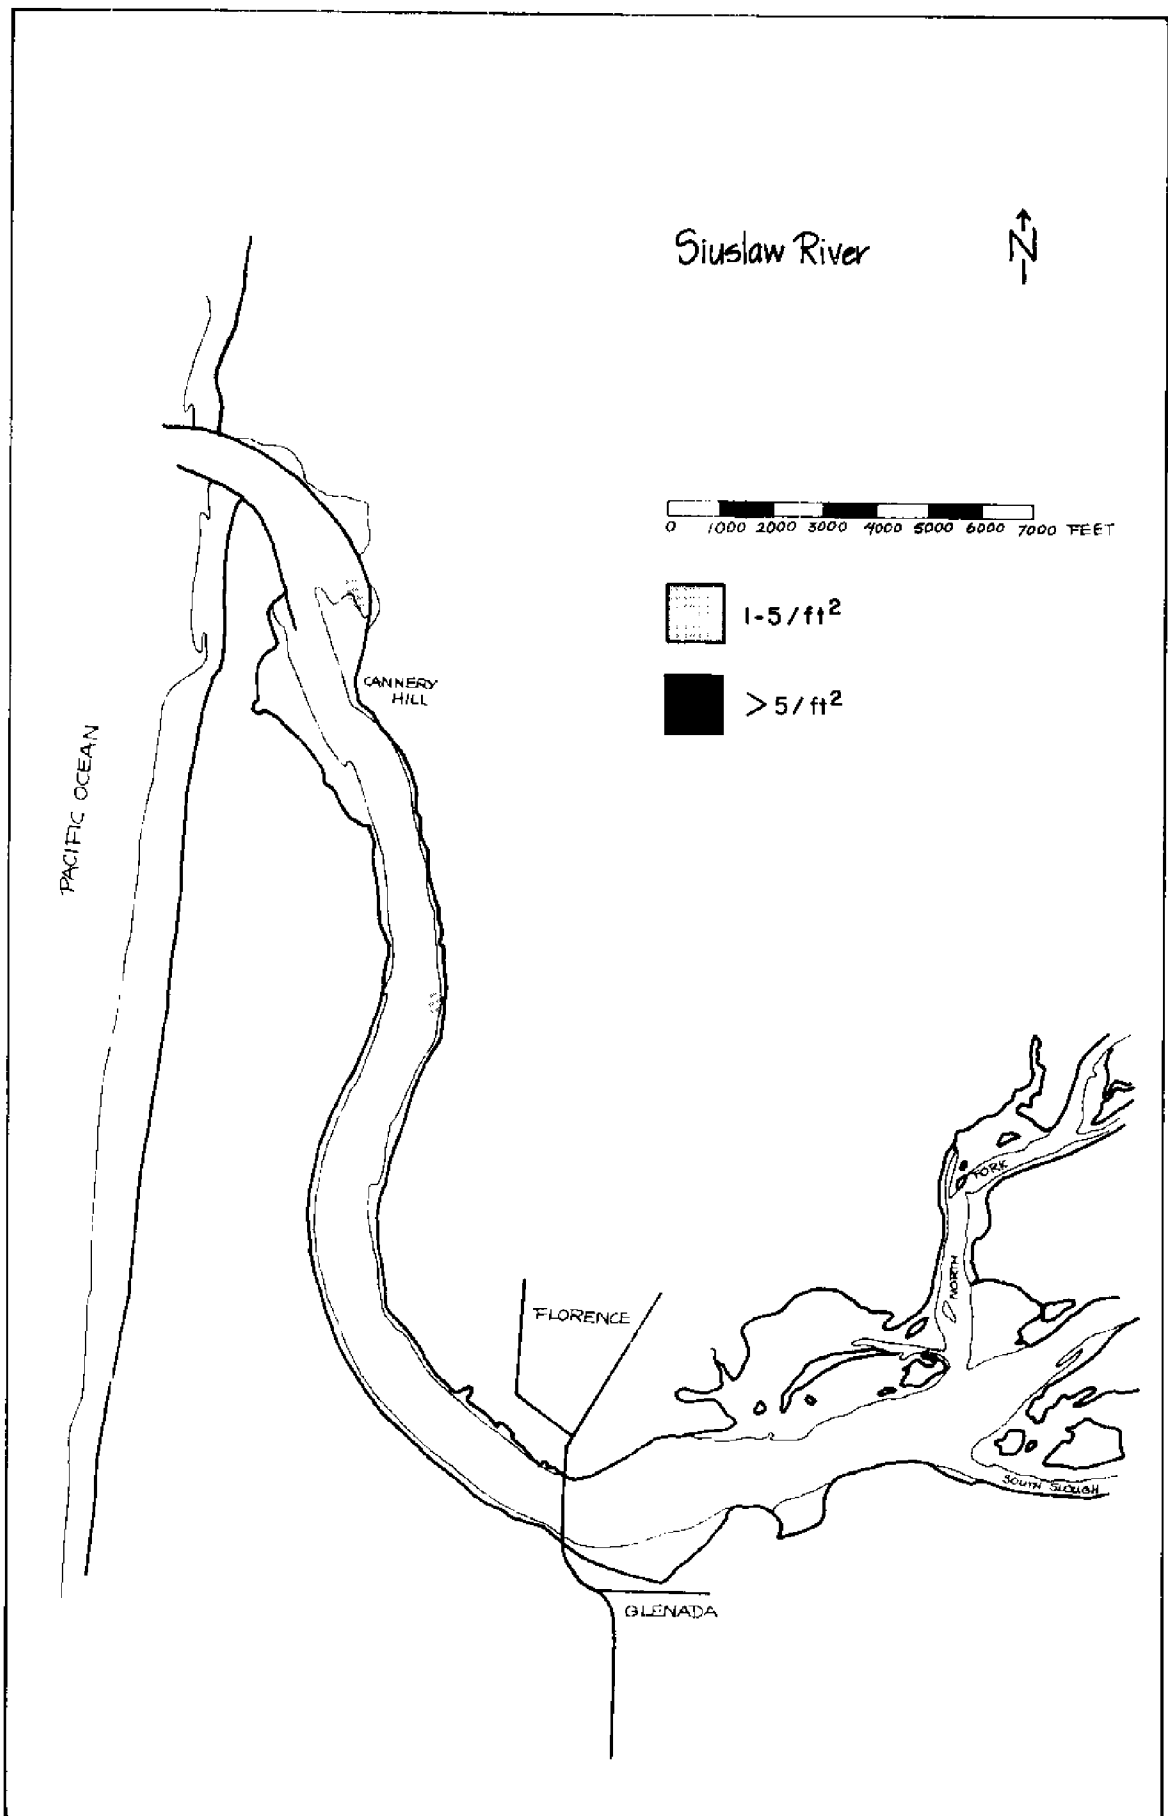 Siuslaw River
N
0 1000 2000 3000 4000 5000 6000 7000 FEET
1-5/ft²
>5/ft²
CANNERY
HILL
PACIFIC OCEAN
FORK
NORTH
FLORENCE
SOUTH SLOUGH
GLENADA